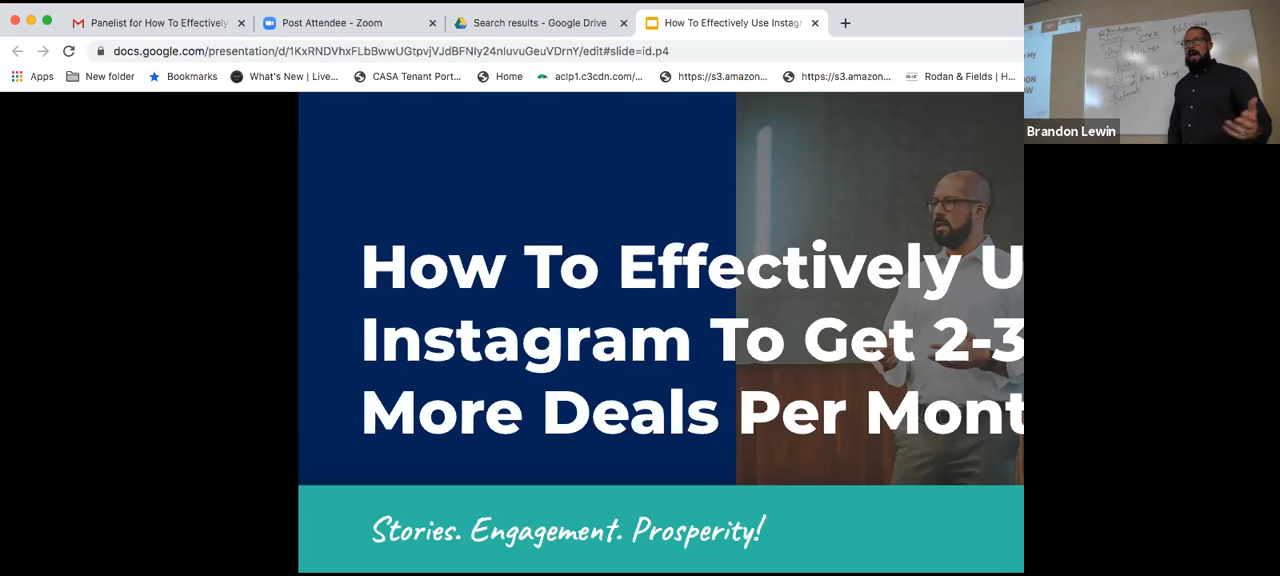 Panelist for How To Effectively
Post Attendee - Zoom
Search results - Google Drive
How To Effectively Use Instagr
docs.google.com/presentation/d/1KxRNDVhxFLbBwwUGtpvjVJdBFNIy24nIuvuGeuVDrnY/edit#slide=id.p4
Apps
New folder
Bookmarks
What's New | Live...
CASA Tenant Port...
Home
aclp1.c3cdn.com/...
https://s3.amazon...
https://s3.amazon...
Rodan & Fields | H...
Brandon Lewin
How To Effectively U
Instagram To Get 2-3
More Deals Per Mont
Stories. Engagement. Prosperity!